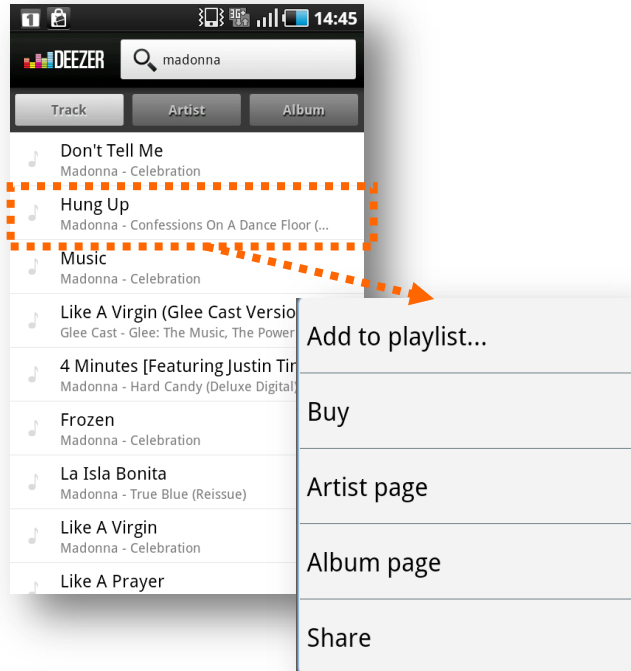 1 3G+ 14:45
DEEZER madonna
Track Artist Album
Don't Tell Me
Madonna - Celebration
Hung Up
Madonna - Confessions On A Dance Floor (...
Music
Madonna - Celebration
Like A Virgin (Glee Cast Versio
Glee Cast - Glee: The Music, The Power
4 Minutes [Featuring Justin Tim
Madonna - Hard Candy (Deluxe Digital)
Frozen
Madonna - Celebration
La Isla Bonita
Madonna - True Blue (Reissue)
Like A Virgin
Madonna - Celebration
Like A Prayer
Add to playlist...
Buy
Artist page
Album page
Share